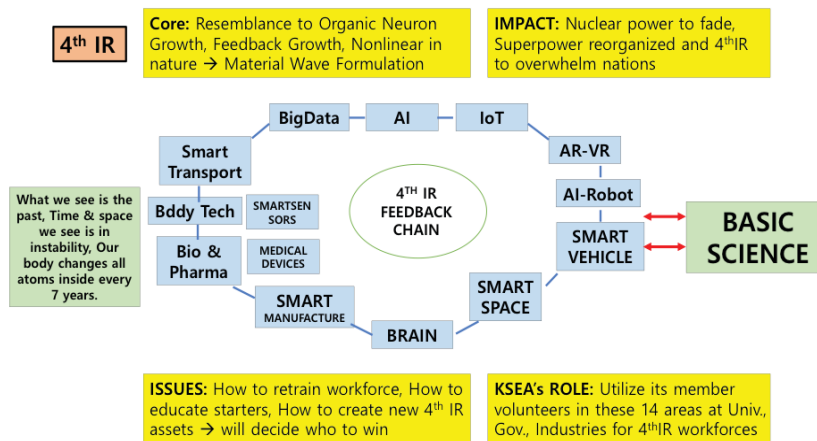 4th IR
Core: Resemblance to Organic Neuron
Growth, Feedback Growth, Nonlinear in
nature → Material Wave Formulation
IMPACT: Nuclear power to fade,
Superpower reorganized and 4thIR
to overwhelm nations
BigData
AI
IoT
Smart
Transport
AR-VR
4TH IR
FEEDBACK
CHAIN
AI-Robot
What we see is the
past, Time & space
we see is in
instability, Our
body changes all
atoms inside every
7 years.
Bddy Tech
SMARTSEN
SORS
Bio &
Pharma
MEDICAL
DEVICES
SMART
VEHICLE
BASIC
SCIENCE
SMART
MANUFACTURE
BRAIN
SMART
SPACE
ISSUES: How to retrain workforce, How to
educate starters, How to create new 4th IR
assets → will decide who to win
KSEA's ROLE: Utilize its member
volunteers in these 14 areas at Univ.,
Gov., Industries for 4thIR workforces